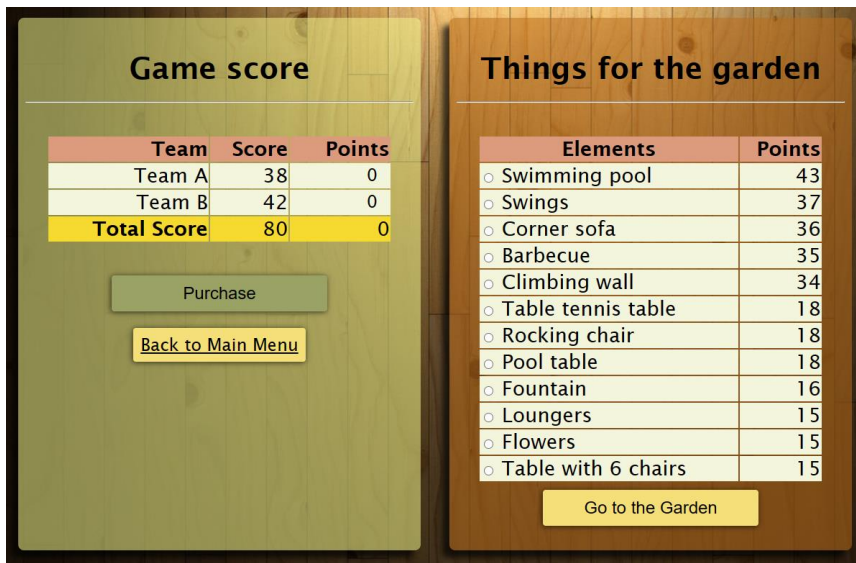 Game score
Team Score Points
Team A 38 0
Team B 42 0
Total Score 80 0
Purchase
Back to Main Menu
Things for the garden
Elements Points
Swimming pool 43
Swings 37
Corner sofa 36
Barbecue 35
Climbing wall 34
Table tennis table 18
Rocking chair 18
Pool table 18
Fountain 16
Loungers 15
Flowers 15
Table with 6 chairs 15
Go to the Garden